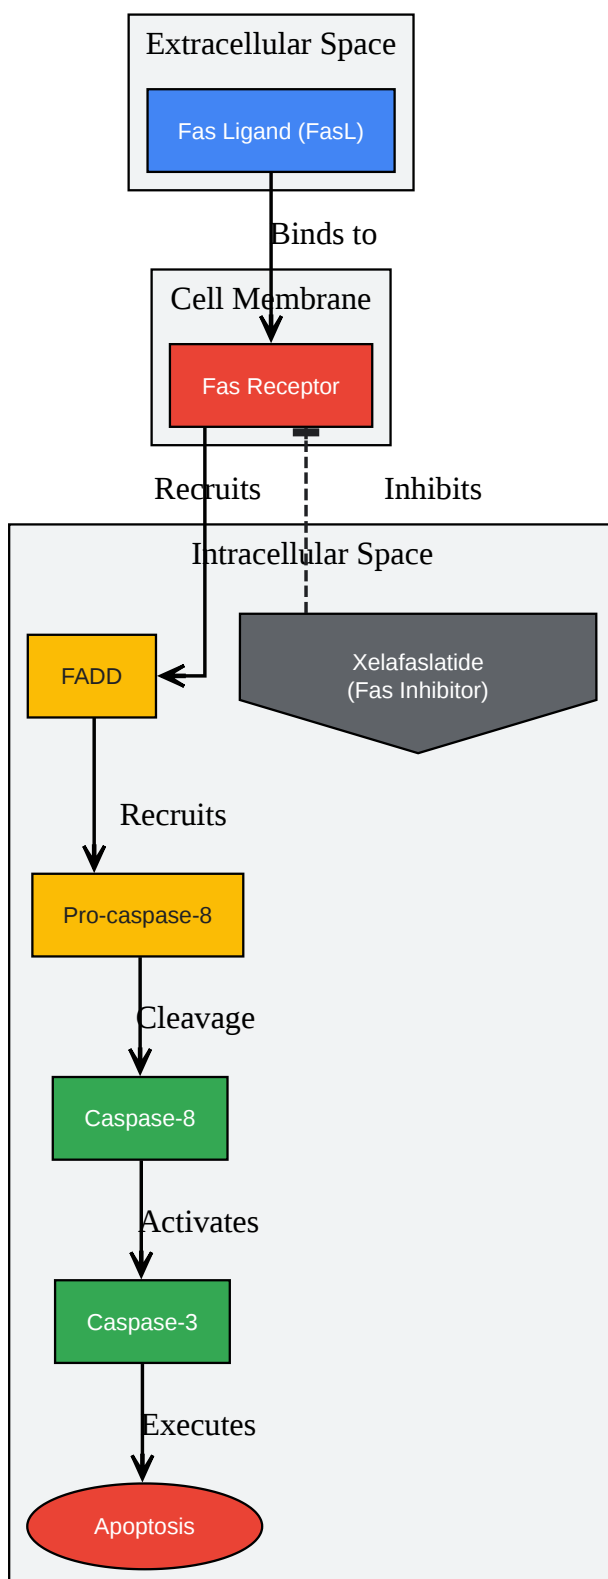 Extracellular Space
Fas Ligand (FasL)
Binds to
Cell Membrane
Fas Receptor
Recruits
Inhibits
Intracellular Space
FADD
Xelafaslatide
(Fas Inhibitor)
Recruits
Pro-caspase-8
Cleavage
Caspase-8
Activates
Caspase-3
Executes
Apoptosis